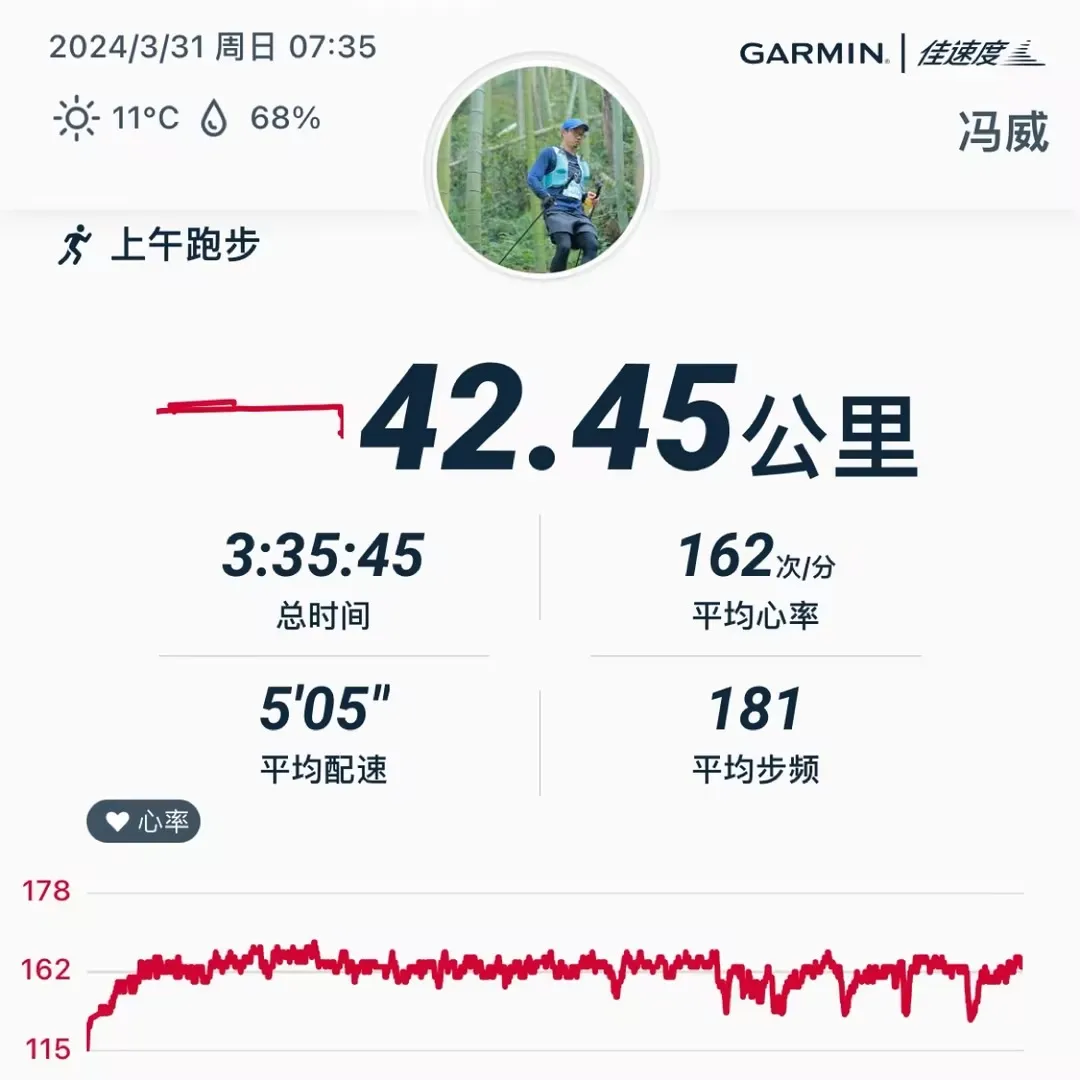 2024/3/31 周日 07:35
GARMIN | 佳速度
11°C 68%
冯威
上午跑步
42.45公里
3:35:45
总时间
162次/分
平均心率
5'05"
平均配速
181
平均步频
心率
178
162
115